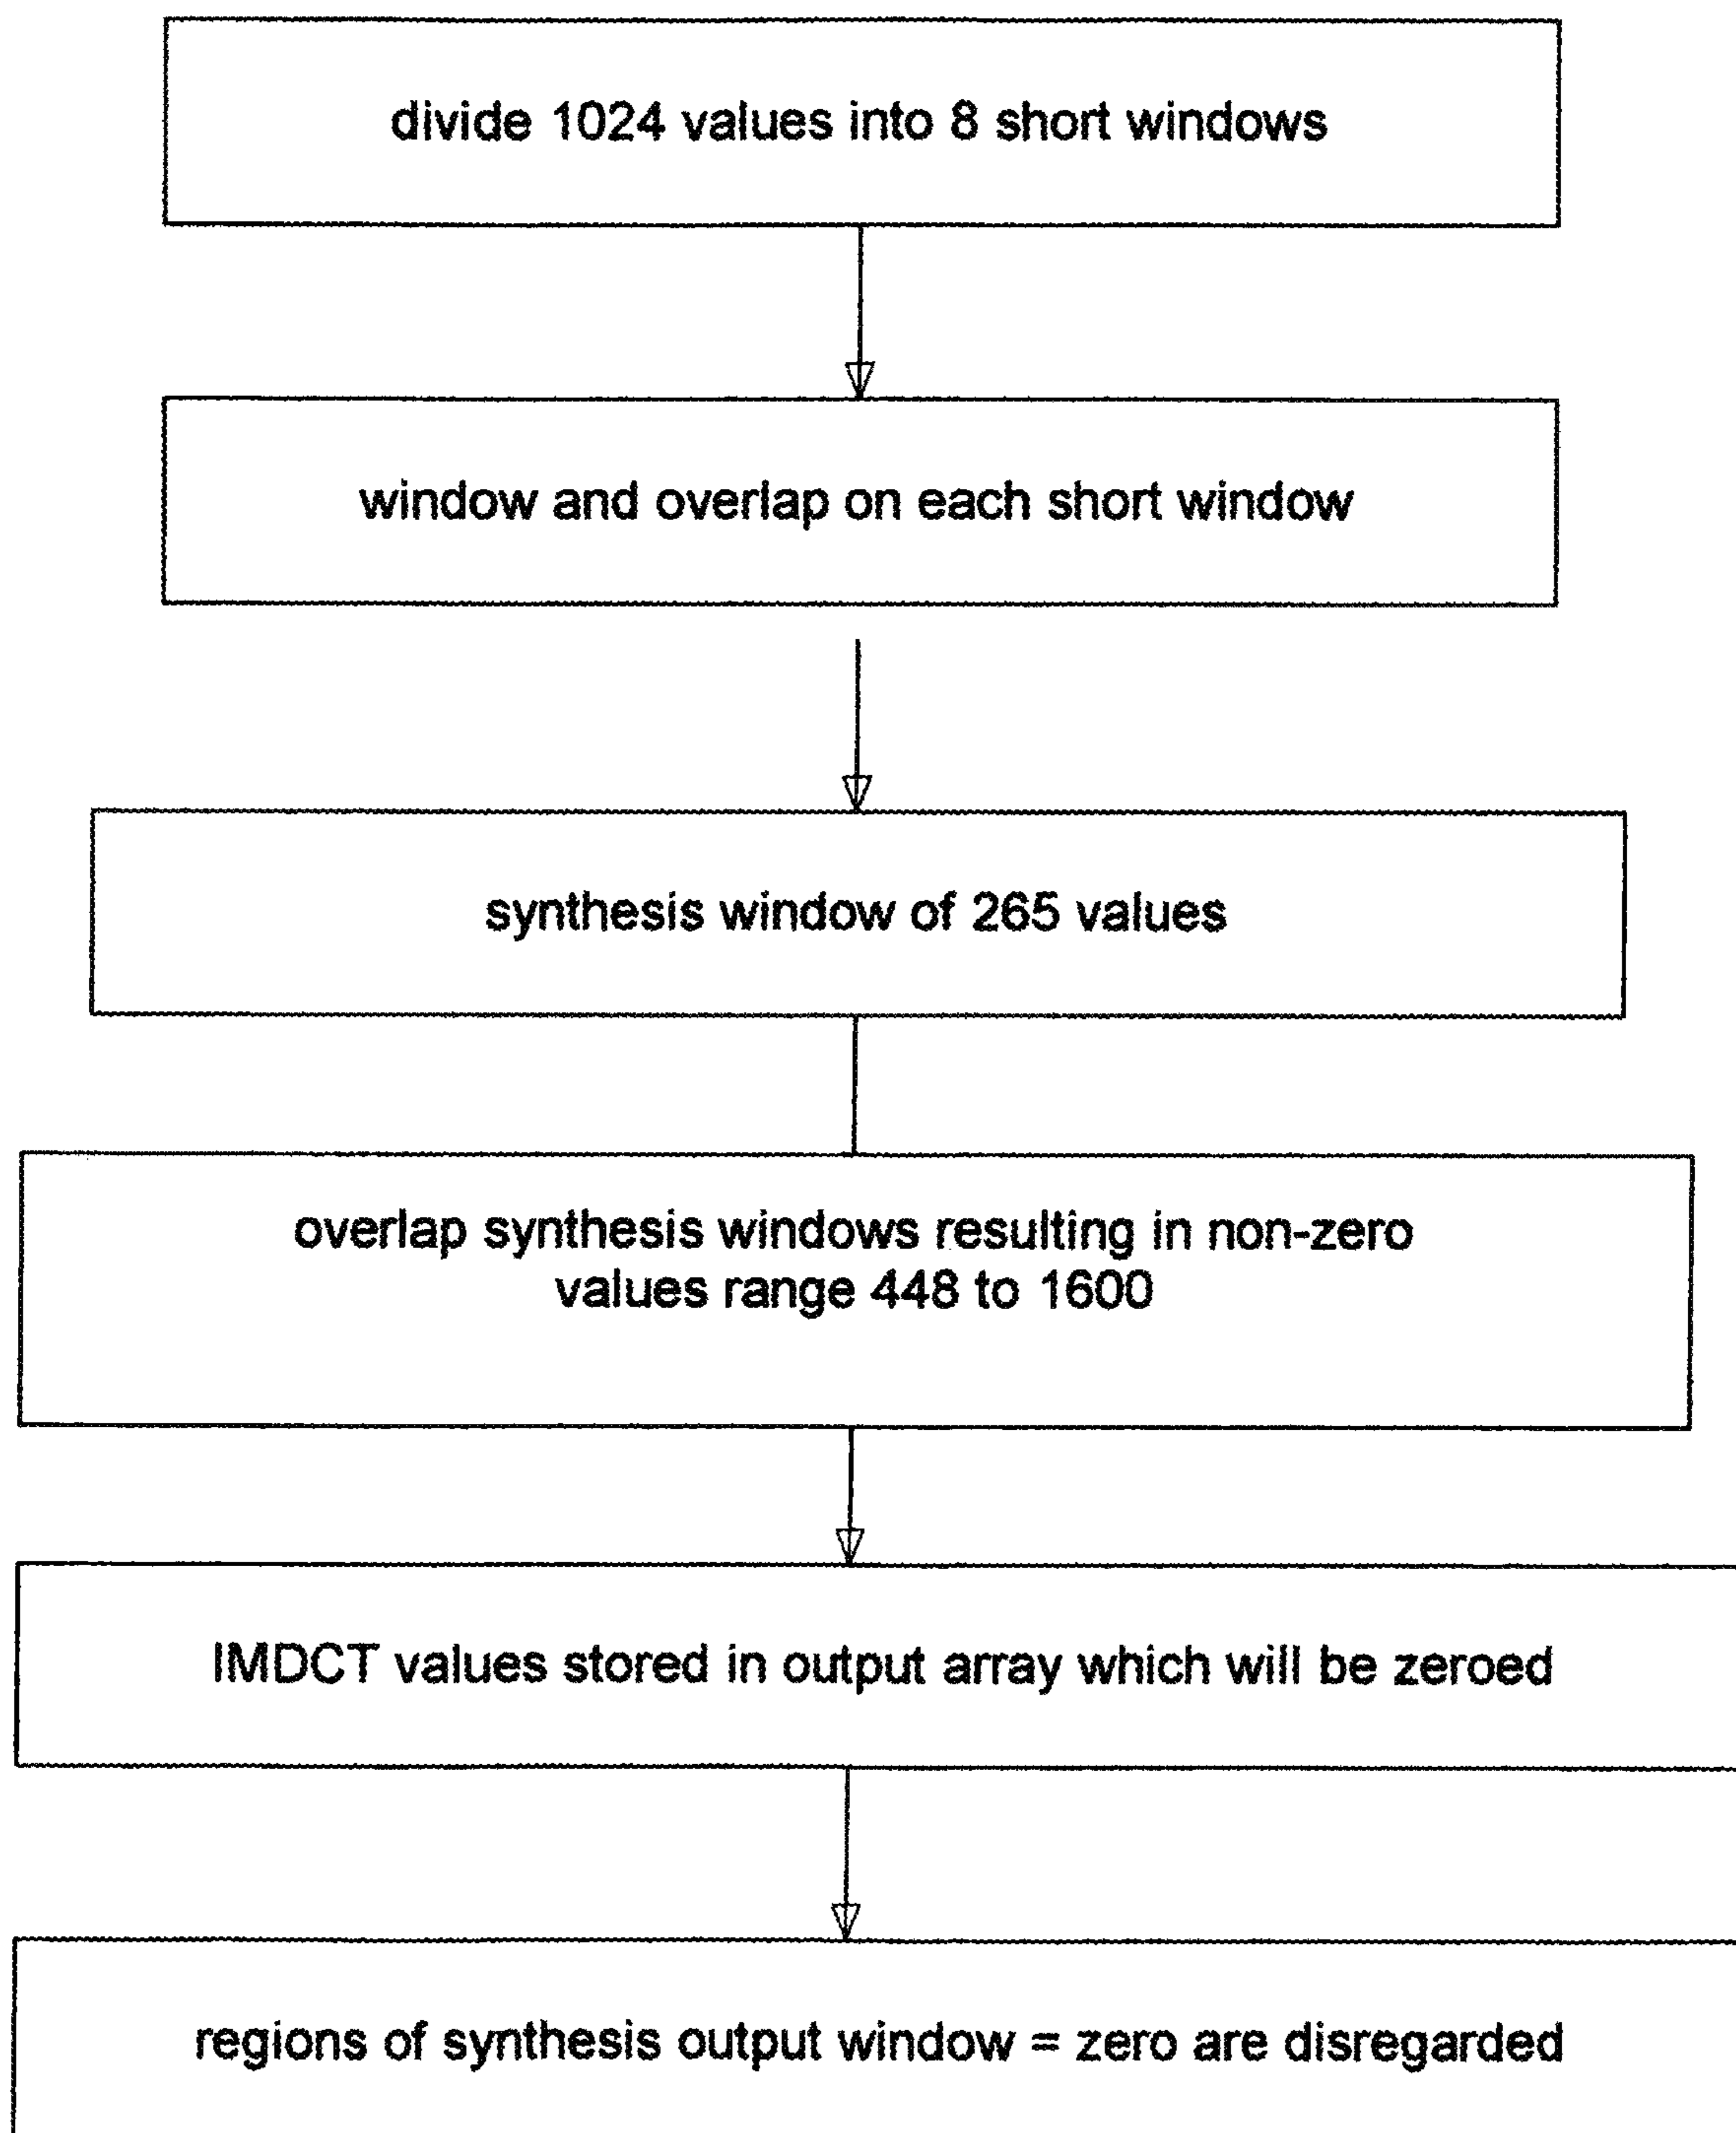 divide 1024 values into 8 short windows
window and overlap on each short window
synthesis window of 265 values
overlap synthesis windows resulting in non-zero
values range 448 to 1600
IMDCT values stored in output array which will be zeroed
regions of synthesis output window = zero are disregarded